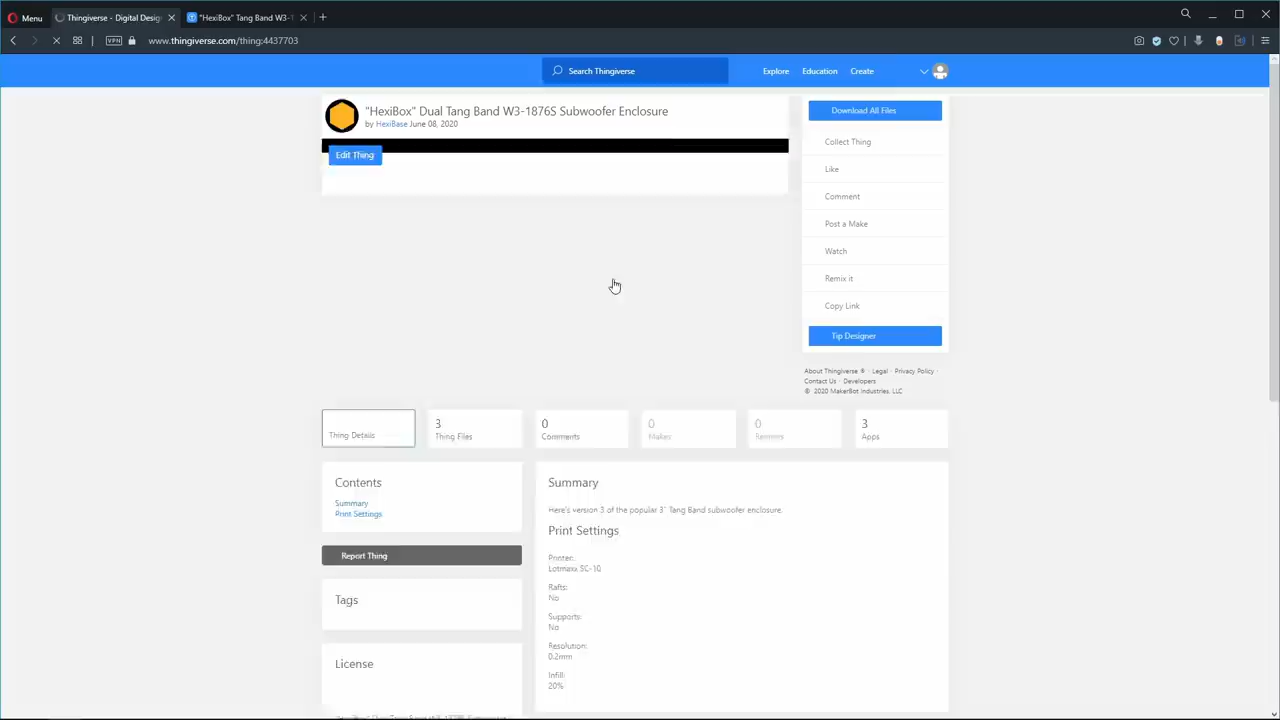 Menu
Thingiverse - Digital Desig
"HexiBox" Tang Band W3-1
VPN
www.thingiverse.com/thing:4437703
Search Thingiverse
Explore
Education
Create
"HexiBox" Dual Tang Band W3-1876S Subwoofer Enclosure
by HexiBase June 08, 2020
Edit Thing
Download All Files
Collect Thing
Like
Comment
Post a Make
Watch
Remix it
Copy Link
Tip Designer
About Thingiverse ® · Legal · Privacy Policy ·
Contact Us · Developers
© 2020 MakerBot Industries, LLC
Thing Details
3
Thing Files
0
Comments
0
Makes
0
Remixes
3
Apps
Contents
Summary
Print Settings
Report Thing
Tags
License
Summary
Here's version 3 of the popular 3" Tang Band subwoofer enclosure.
Print Settings
Printer:
Lotmaxx SC-10
Rafts:
No
Supports:
No
Resolution:
0.2mm
Infill:
20%